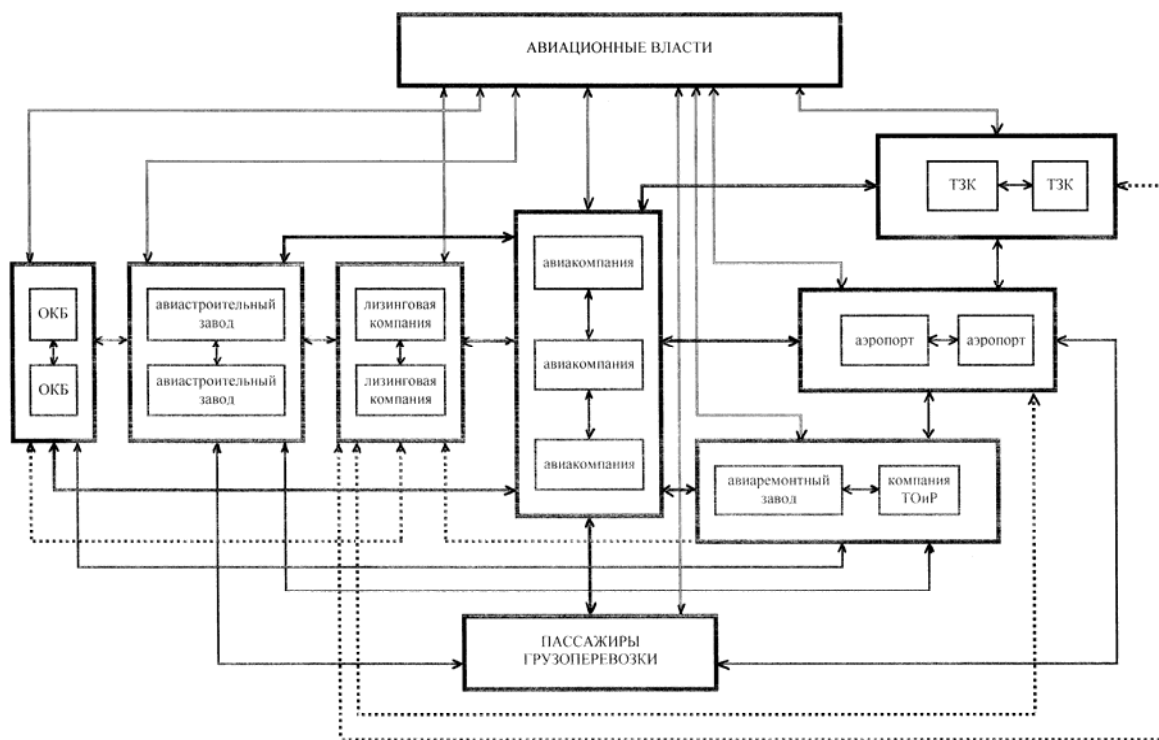 АВИАЦИОННЫЕ ВЛАСТИ
ТЗК
ТЗК
авиакомпания
ОКБ
авиастроительный
завод
лизинговая
компания
аэропорт
аэропорт
авиакомпания
ОКБ
авиастроительный
завод
лизинговая
компания
авиакомпания
авиаремонтный
завод
компания
ТОиР
ПАССАЖИРЫ
ГРУЗОПЕРЕВОЗКИ